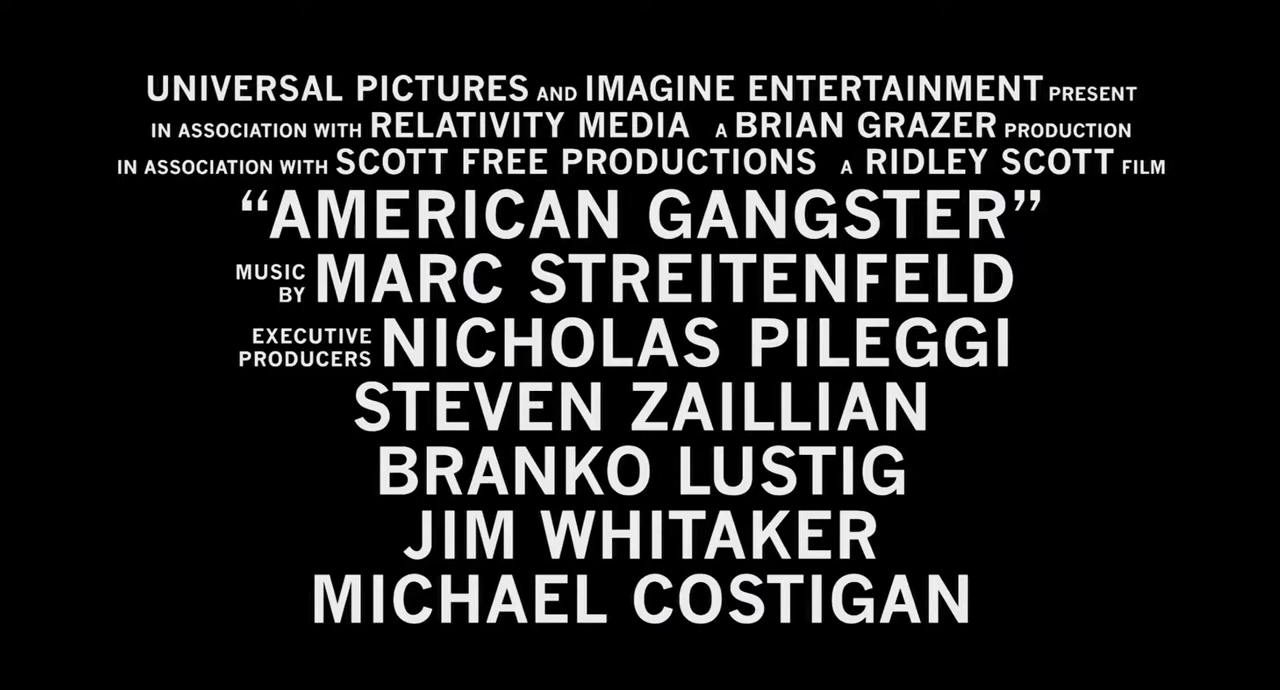 UNIVERSAL PICTURES AND IMAGINE ENTERTAINMENT PRESENT
IN ASSOCIATION WITH RELATIVITY MEDIA A BRIAN GRAZER PRODUCTION
IN ASSOCIATION WITH SCOTT FREE PRODUCTIONS A RIDLEY SCOTT FILM
“AMERICAN GANGSTER”
MUSIC BY MARC STREITENFELD
EXECUTIVE PRODUCERS NICHOLAS PILEGGI
STEVEN ZAILLIAN
BRANKO LUSTIG
JIM WHITAKER
MICHAEL COSTIGAN